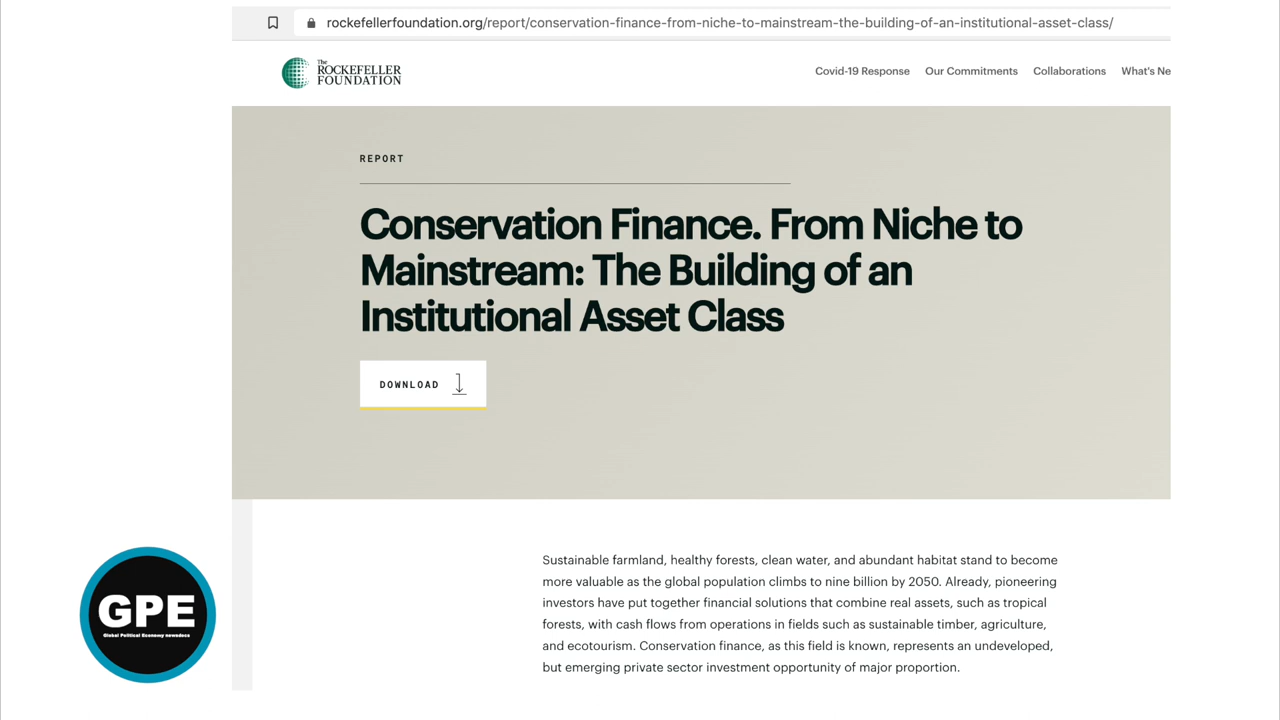 rockefellerfoundation.org/report/conservation-finance-from-niche-to-mainstream-the-building-of-an-institutional-asset-class/
The
ROCKEFELLER
FOUNDATION
Covid-19 Response Our Commitments Collaborations What's Ne
REPORT
Conservation Finance. From Niche to
Mainstream: The Building of an
Institutional Asset Class
DOWNLOAD
Sustainable farmland, healthy forests, clean water, and abundant habitat stand to become
more valuable as the global population climbs to nine billion by 2050. Already, pioneering
investors have put together financial solutions that combine real assets, such as tropical
forests, with cash flows from operations in fields such as sustainable timber, agriculture,
and ecotourism. Conservation finance, as this field is known, represents an undeveloped,
but emerging private sector investment opportunity of major proportion.
GPE
Global Political Economy newsdocs